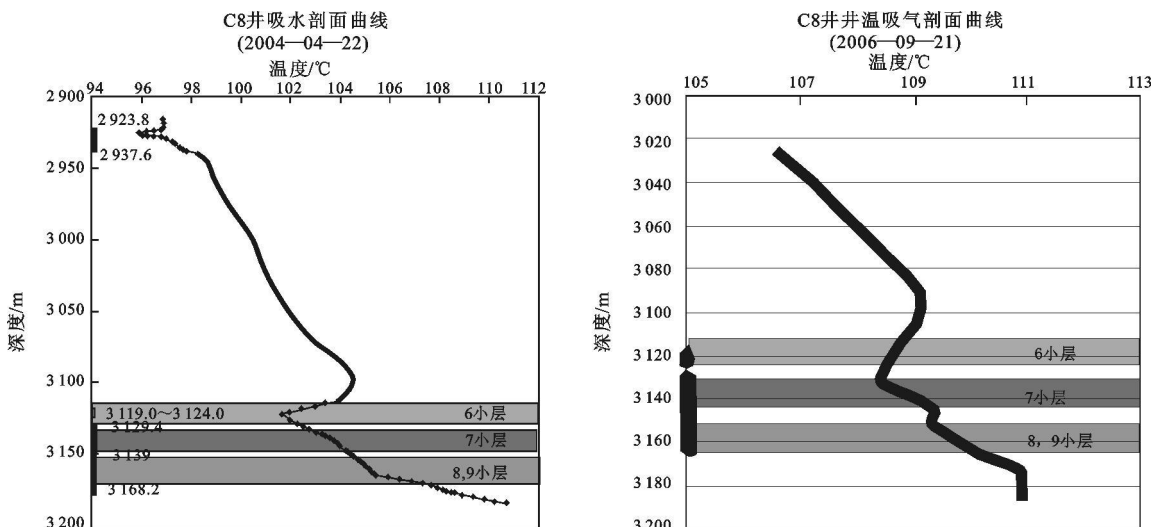 C8井吸水剖面曲线
(2004—04—22)
温度/℃
94 96 98 100 102 104 106 108 110 112
深度/m
2 900
2 923.8
2 937.6
2 950
3 000
3 050
3 100
3 119.0～3 124.0 6小层
3 129.4
7小层
3 139
3 150
8,9小层
3 168.2
3 200
C8井井温吸气剖面曲线
(2006—09—21)
温度/℃
105 107 109 111 113
深度/m
3 000
3 020
3 040
3 060
3 080
3 100
3 120 6小层
3 140 7小层
3 160 8，9小层
3 180
3 200